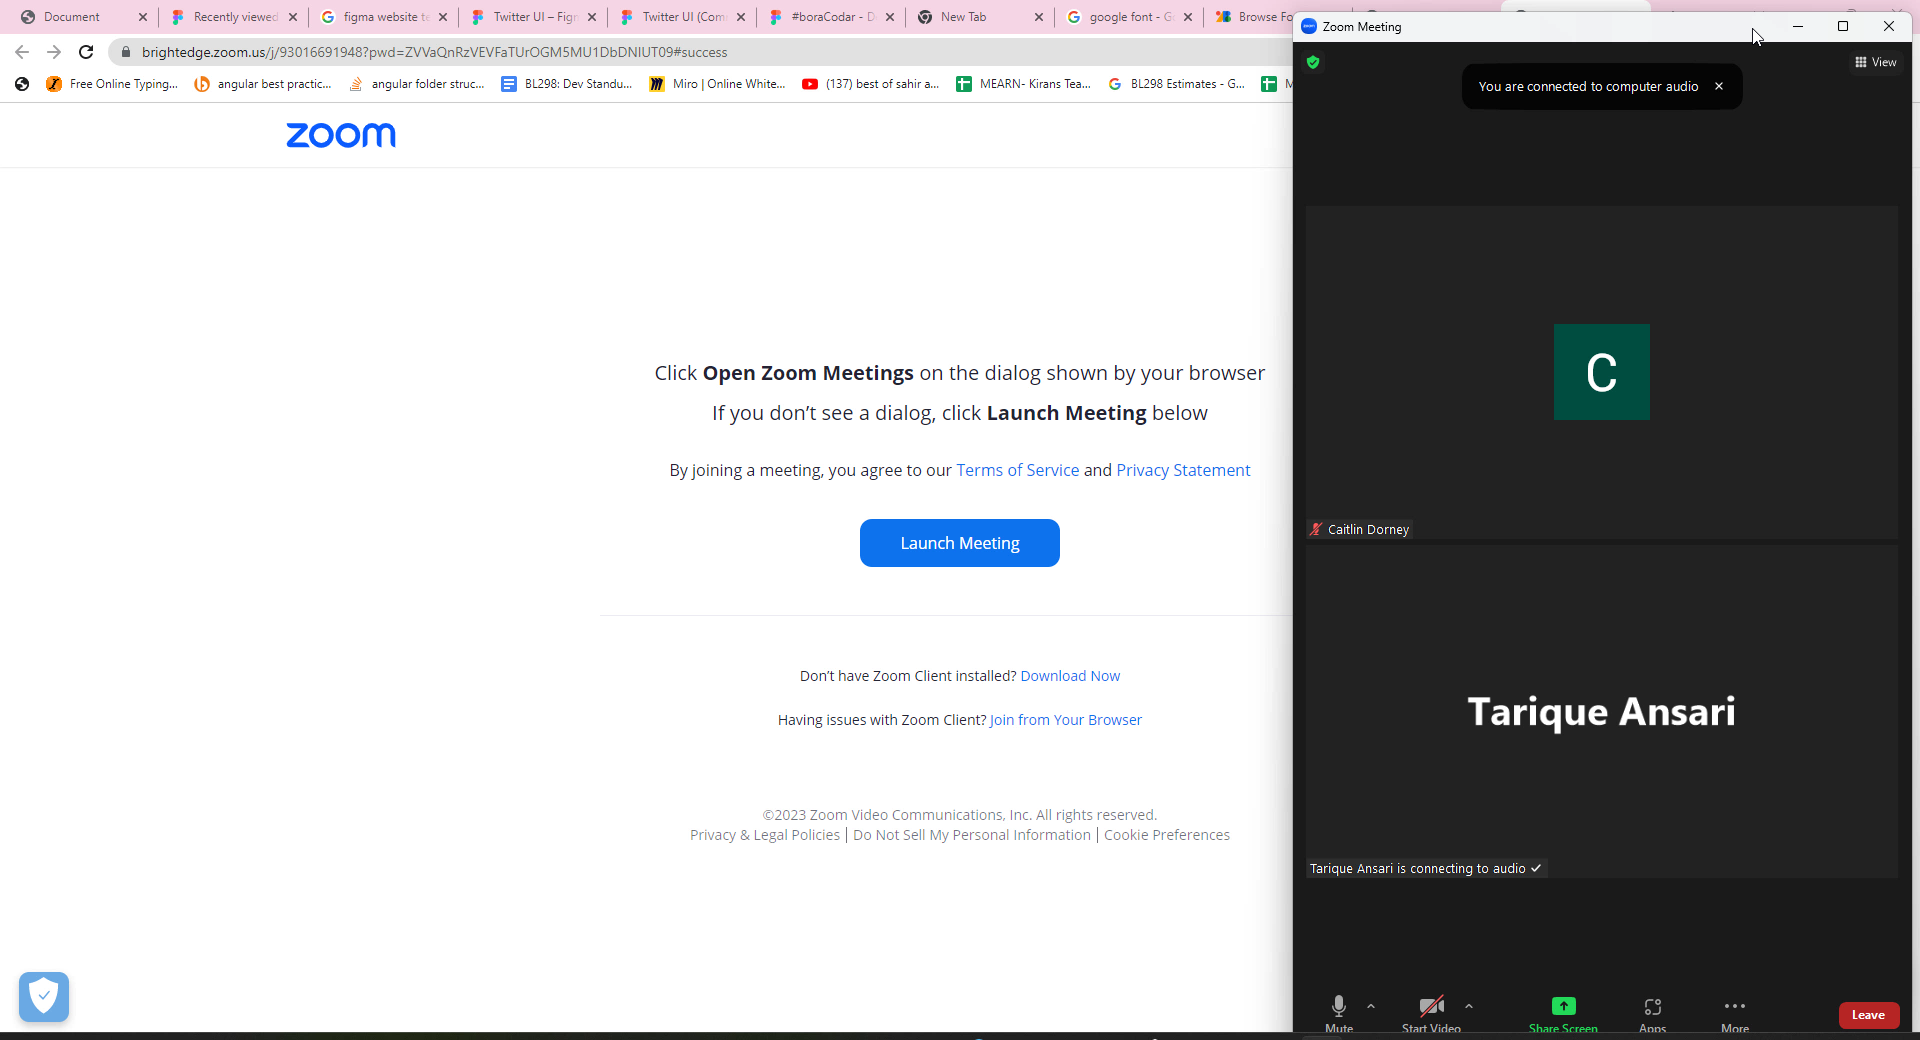 Document
Recently viewed
figma website te
Twitter UI – Figm
Twitter UI (Com
#boraCodar - D
New Tab
google font - G
Browse Fo
Zoom Meeting
brightedge.zoom.us/j/93016691948?pwd=ZVVaQnRzVEVFaTUrOGM5MU1DbDNIUT09#success
View
Free Online Typing...
angular best practic...
angular folder struc...
BL298: Dev Standu...
Miro | Online White...
(137) best of sahir a...
MEARN- Kirans Tea...
BL298 Estimates - G...
You are connected to computer audio
zoom
Click Open Zoom Meetings on the dialog shown by your browser
If you don’t see a dialog, click Launch Meeting below
By joining a meeting, you agree to our Terms of Service and Privacy Statement
Launch Meeting
Don’t have Zoom Client installed? Download Now
Having issues with Zoom Client? Join from Your Browser
©2023 Zoom Video Communications, Inc. All rights reserved.
Privacy & Legal Policies | Do Not Sell My Personal Information | Cookie Preferences
C
Caitlin Dorney
Tarique Ansari
Tarique Ansari is connecting to audio
Mute
Start Video
Share Screen
Apps
More
Leave